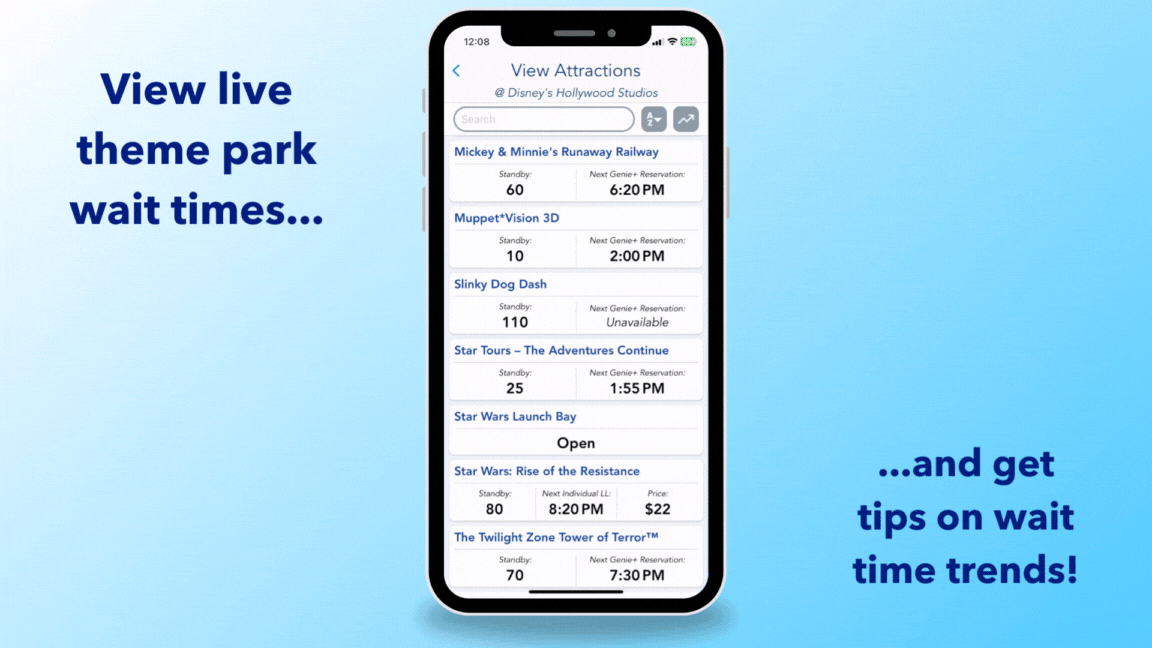 View live
theme park
wait times...
12:08
View Attractions
@ Disney's Hollywood Studios
Search
A
Z
Mickey & Minnie's Runaway Railway
Standby: Next Genie+ Reservation:
60 6:20 PM
Muppet*Vision 3D
Standby: Next Genie+ Reservation:
10 2:00 PM
Slinky Dog Dash
Standby: Next Genie+ Reservation:
110 Unavailable
Star Tours – The Adventures Continue
Standby: Next Genie+ Reservation:
25 1:55 PM
Star Wars Launch Bay
Open
Star Wars: Rise of the Resistance
Standby: Next Individual LL: Price:
80 8:20 PM $22
The Twilight Zone Tower of Terror™
Standby: Next Genie+ Reservation:
70 7:30 PM
...and get
tips on wait
time trends!